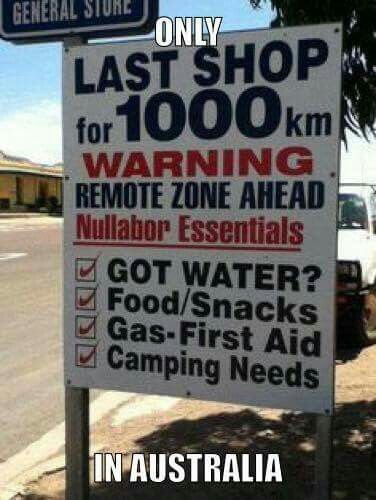 GENERAL STORE
ONLY
LAST SHOP
for 1000 km
WARNING
REMOTE ZONE AHEAD
Nullabor Essentials
GOT WATER?
Food/Snacks
Gas-First Aid
Camping Needs
IN AUSTRALIA